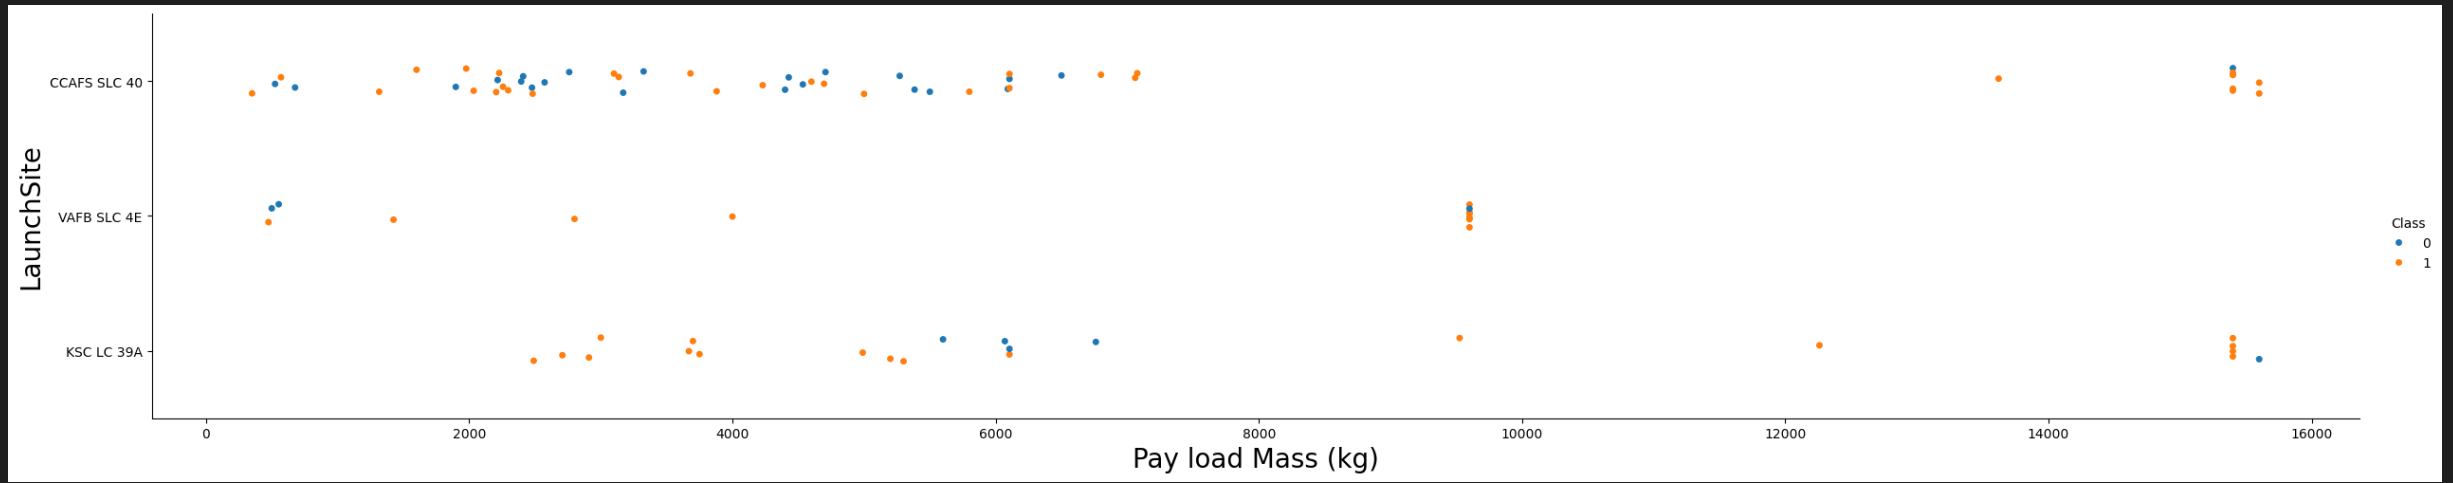 CCAFS SLC 40
VAFB SLC 4E
KSC LC 39A
LaunchSite
0 2000 4000 6000 8000 10000 12000 14000 16000
Pay load Mass (kg)
Class
0
1